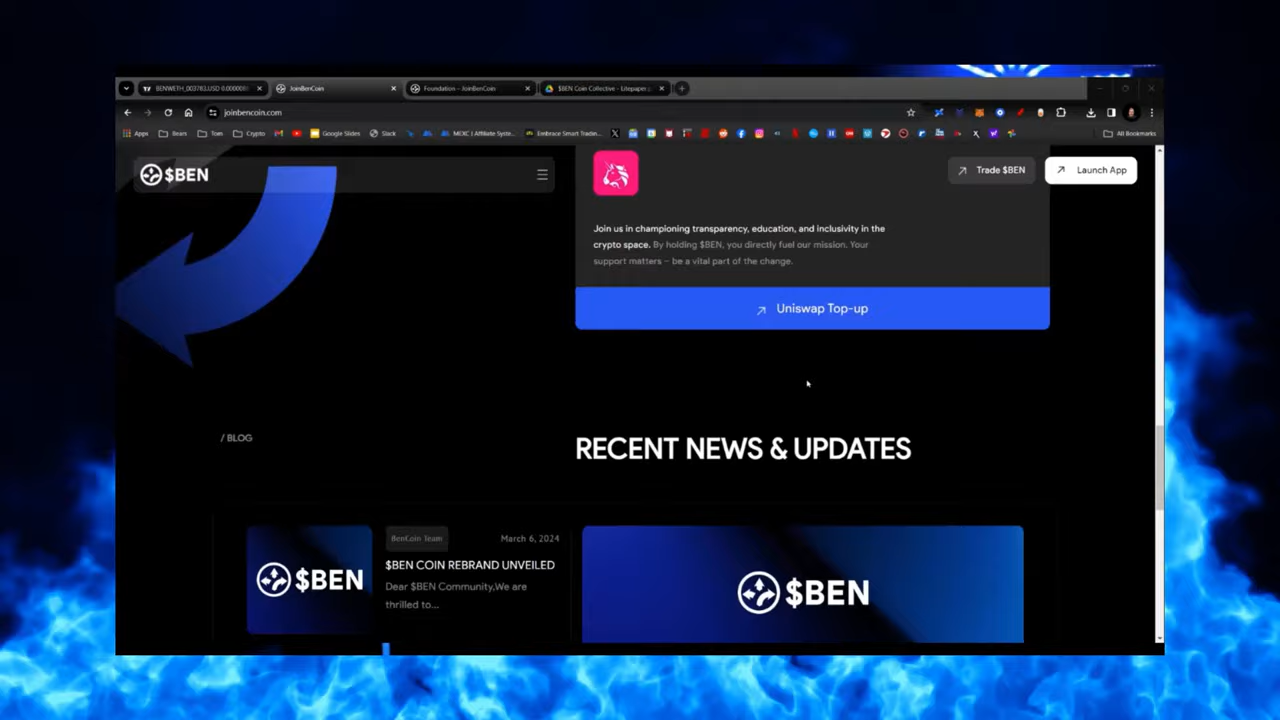 BENWETH_003783.USD 0.00000
JoinBenCoin
Foundation – JoinBenCoin
$BEN Coin Collective - Litepaper
joinbencoin.com
Apps
Bears
Tom
Crypto
Google Slides
Slack
MEXC | Affiliate Syste...
Embrace Smart Tradin...
All Bookmarks
$BEN
Trade $BEN
Launch App
Join us in championing transparency, education, and inclusivity in the
crypto space. By holding $BEN, you directly fuel our mission. Your
support matters – be a vital part of the change.
Uniswap Top-up
/ BLOG
RECENT NEWS & UPDATES
$BEN
BenCoin Team
March 6, 2024
$BEN COIN REBRAND UNVEILED
Dear $BEN Community,We are
thrilled to...
$BEN